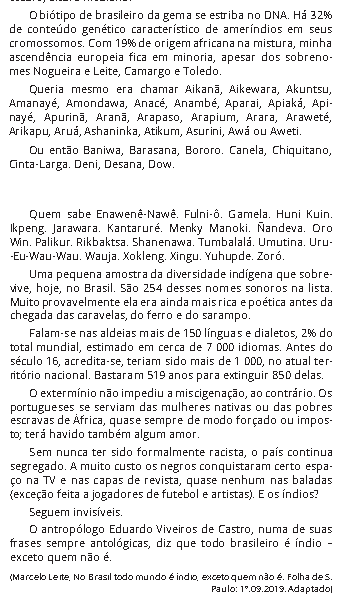 O biótipo de brasileiro da gema se estriba no DNA. Há 32%
de conteúdo genético característico de ameríndios em seus
cromossomos. Com 19% de origem africana na mistura, minha
ascendência europeia fica em minoria, apesar dos sobreno-
mes Nogueira e Leite, Camargo e Toledo.
Queria mesmo era chamar Aikanã, Aikewara, Akuntsu,
Amanayé, Amondawa, Anacé, Anambé, Aparai, Apiaká, Api-
nayé, Apurinã, Aranã, Arapaso, Arapium, Arara, Araweté,
Arikapu, Aruá, Ashaninka, Atikum, Asurini, Awá ou Aweti.
Ou então Baniwa, Barasana, Bororo. Canela, Chiquitano,
Cinta-Larga. Deni, Desana, Dow.
Quem sabe Enawenê-Nawê. Fulni-ô. Gamela. Huni Kuin.
Ikpeng. Jarawara. Kantaruré. Menky Manoki. Ñandeva. Oro
Win. Palikur. Rikbaktsa. Shanenawa. Tumbalalá. Umutina. Uru-
-Eu-Wau-Wau. Wauja. Xokleng. Xingu. Yuhupde. Zoró.
Uma pequena amostra da diversidade indígena que sobre-
vive, hoje, no Brasil. São 254 desses nomes sonoros na lista.
Muito provavelmente ela era ainda mais rica e poética antes da
chegada das caravelas, do ferro e do sarampo.
Falam-se nas aldeias mais de 150 línguas e dialetos, 2% do
total mundial, estimado em cerca de 7 000 idiomas. Antes do
século 16, acredita-se, teriam sido mais de 1 000, no atual ter-
ritório nacional. Bastaram 519 anos para extinguir 850 delas.
O extermínio não impediu a miscigenação, ao contrário. Os
portugueses se serviam das mulheres nativas ou das pobres
escravas de África, quase sempre de modo forçado ou impos-
to; terá havido também algum amor.
Sem nunca ter sido formalmente racista, o país continua
segregado. A muito custo os negros conquistaram certo espa-
ço na TV e nas capas de revista, quase nenhum nas baladas
(exceção feita a jogadores de futebol e artistas). E os índios?
Seguem invisíveis.
O antropólogo Eduardo Viveiros de Castro, numa de suas
frases sempre antológicas, diz que todo brasileiro é índio –
exceto quem não é.
(Marcelo Leite, No Brasil todo mundo é índio, exceto quem não é. Folha de S.
Paulo: 1º.09.2019. Adaptado)